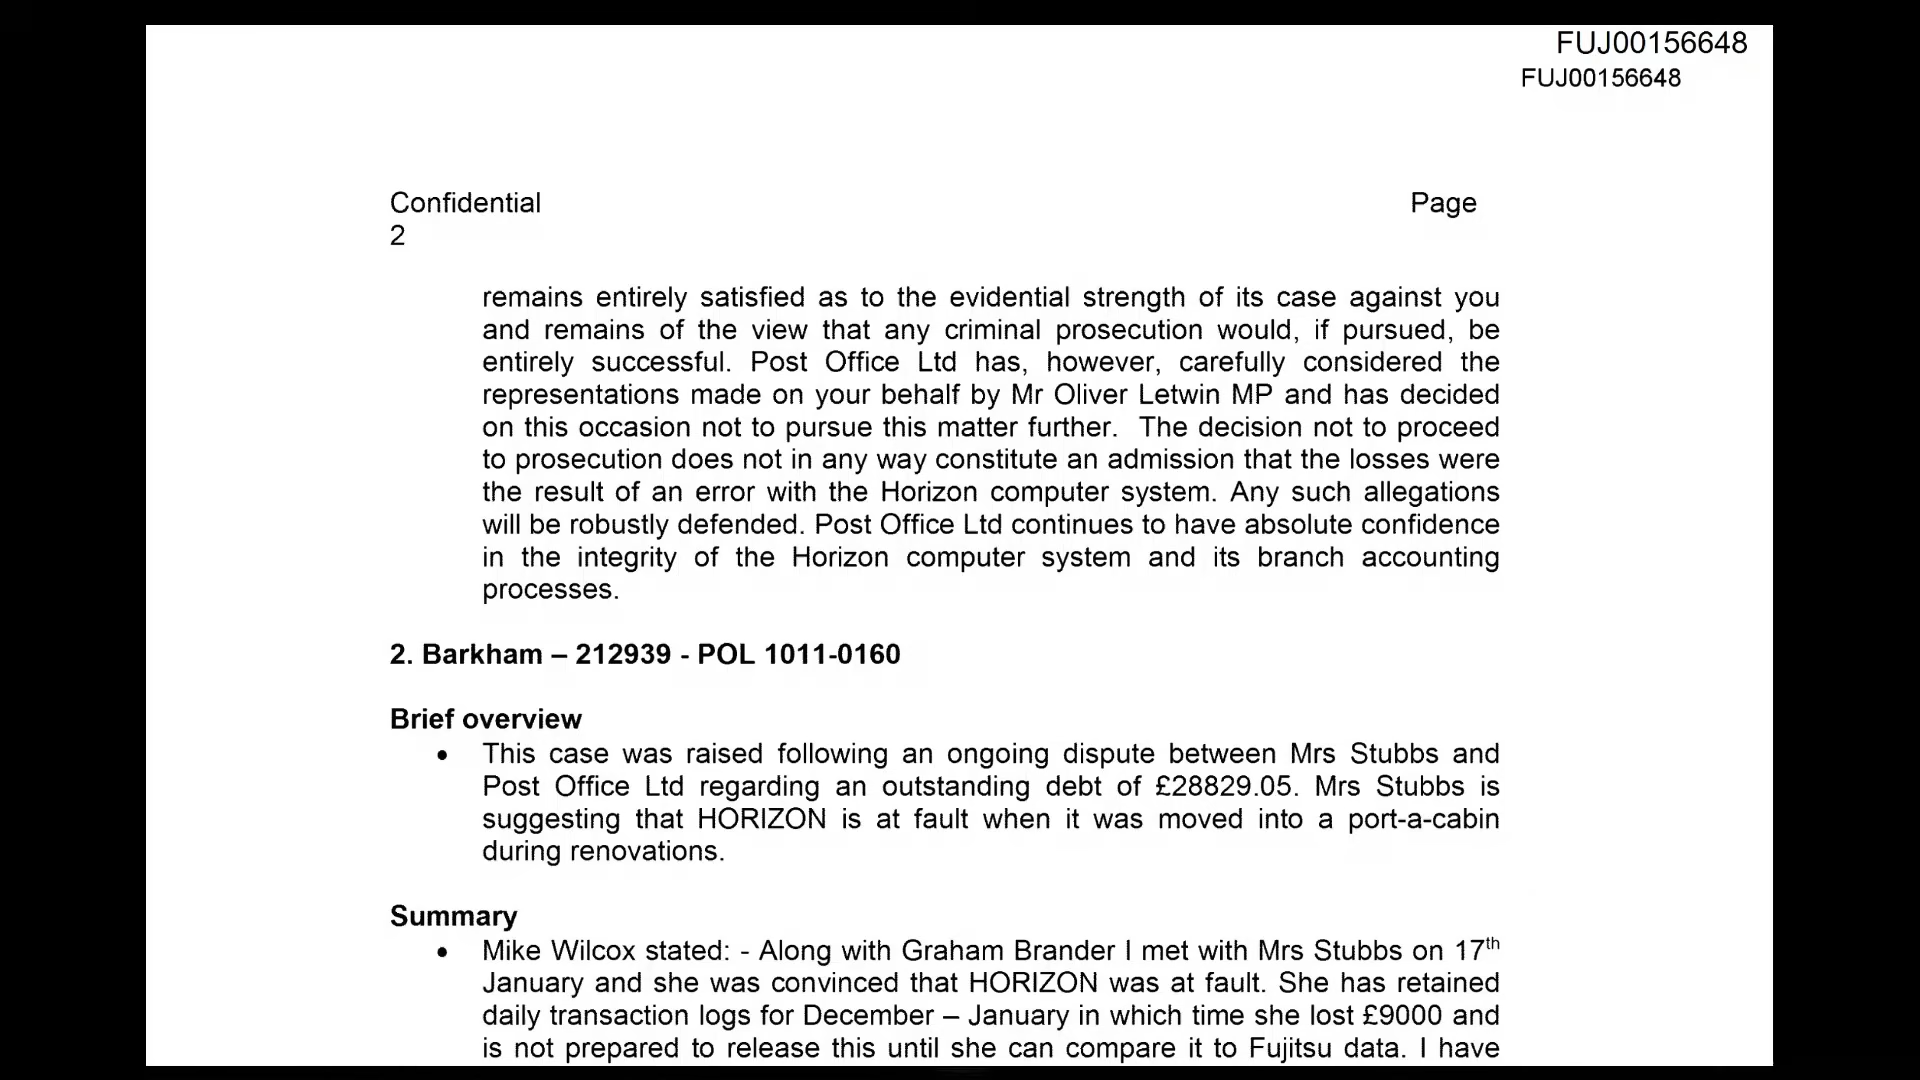 FUJ00156648
FUJ00156648
Confidential Page
2
remains entirely satisfied as to the evidential strength of its case against you
and remains of the view that any criminal prosecution would, if pursued, be
entirely successful. Post Office Ltd has, however, carefully considered the
representations made on your behalf by Mr Oliver Letwin MP and has decided
on this occasion not to pursue this matter further. The decision not to proceed
to prosecution does not in any way constitute an admission that the losses were
the result of an error with the Horizon computer system. Any such allegations
will be robustly defended. Post Office Ltd continues to have absolute confidence
in the integrity of the Horizon computer system and its branch accounting
processes.
2. Barkham – 212939 - POL 1011-0160
Brief overview
• This case was raised following an ongoing dispute between Mrs Stubbs and
Post Office Ltd regarding an outstanding debt of £28829.05. Mrs Stubbs is
suggesting that HORIZON is at fault when it was moved into a port-a-cabin
during renovations.
Summary
• Mike Wilcox stated: - Along with Graham Brander I met with Mrs Stubbs on 17th
January and she was convinced that HORIZON was at fault. She has retained
daily transaction logs for December – January in which time she lost £9000 and
is not prepared to release this until she can compare it to Fujitsu data. I have